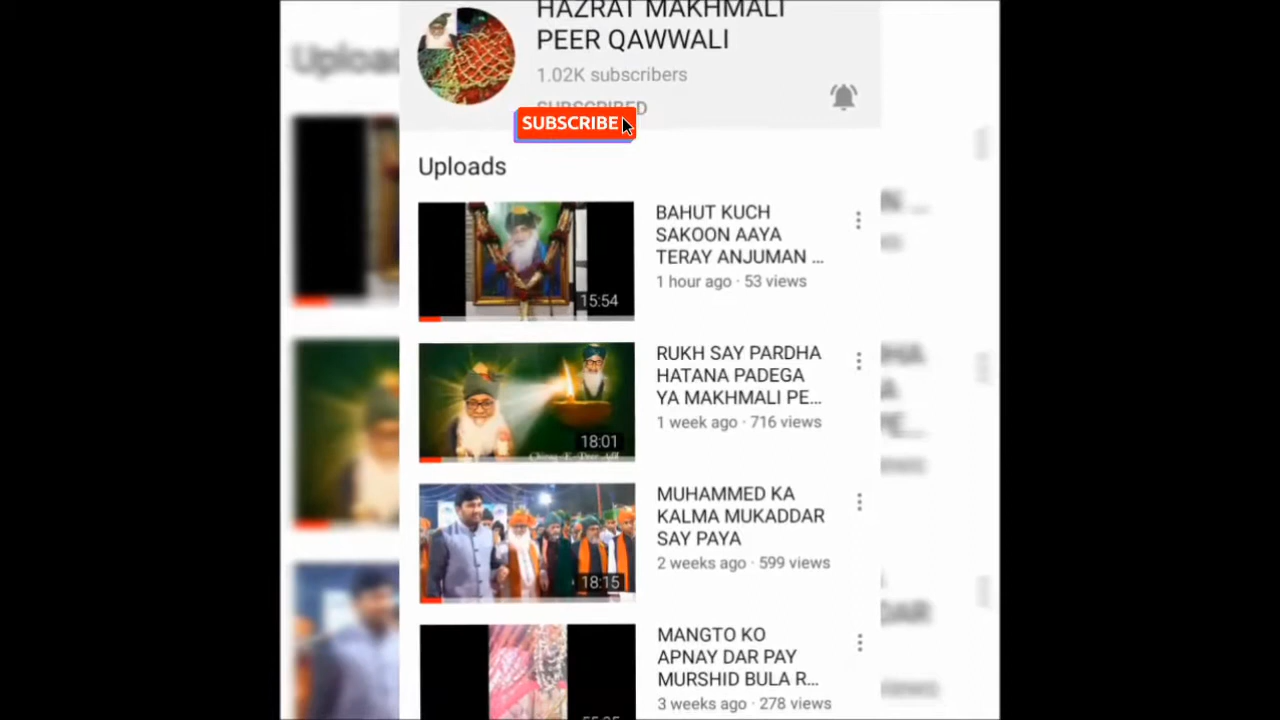 HAZRAT MAKHMALI
PEER QAWWALI
1.02K subscribers
SUBSCRIBED
SUBSCRIBE
Uploads
15:54
BAHUT KUCH
SAKOON AAYA
TERAY ANJUMAN ...
1 hour ago · 53 views
18:01
RUKH SAY PARDHA
HATANA PADEGA
YA MAKHMALI PE...
1 week ago · 716 views
18:15
MUHAMMED KA
KALMA MUKADDAR
SAY PAYA
2 weeks ago · 599 views
MANGTO KO
APNAY DAR PAY
MURSHID BULA R...
3 weeks ago · 278 views